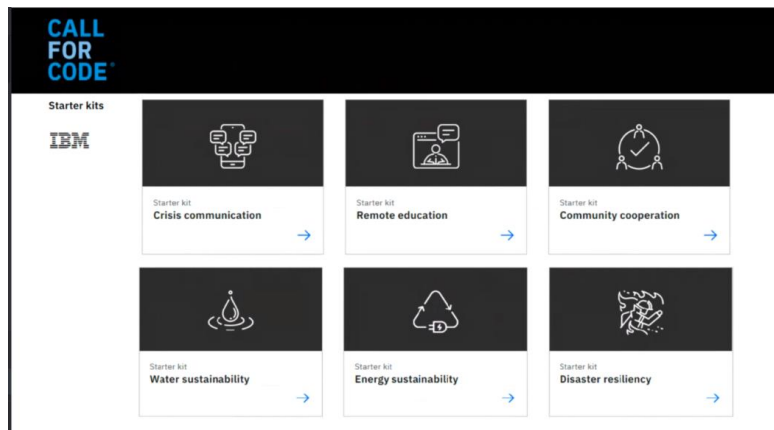 CALL
FOR
CODE®
Starter kits
IBM
Starter kit
Crisis communication
Starter kit
Remote education
Starter kit
Community cooperation
Starter kit
Water sustainability
Starter kit
Energy sustainability
Starter kit
Disaster resiliency